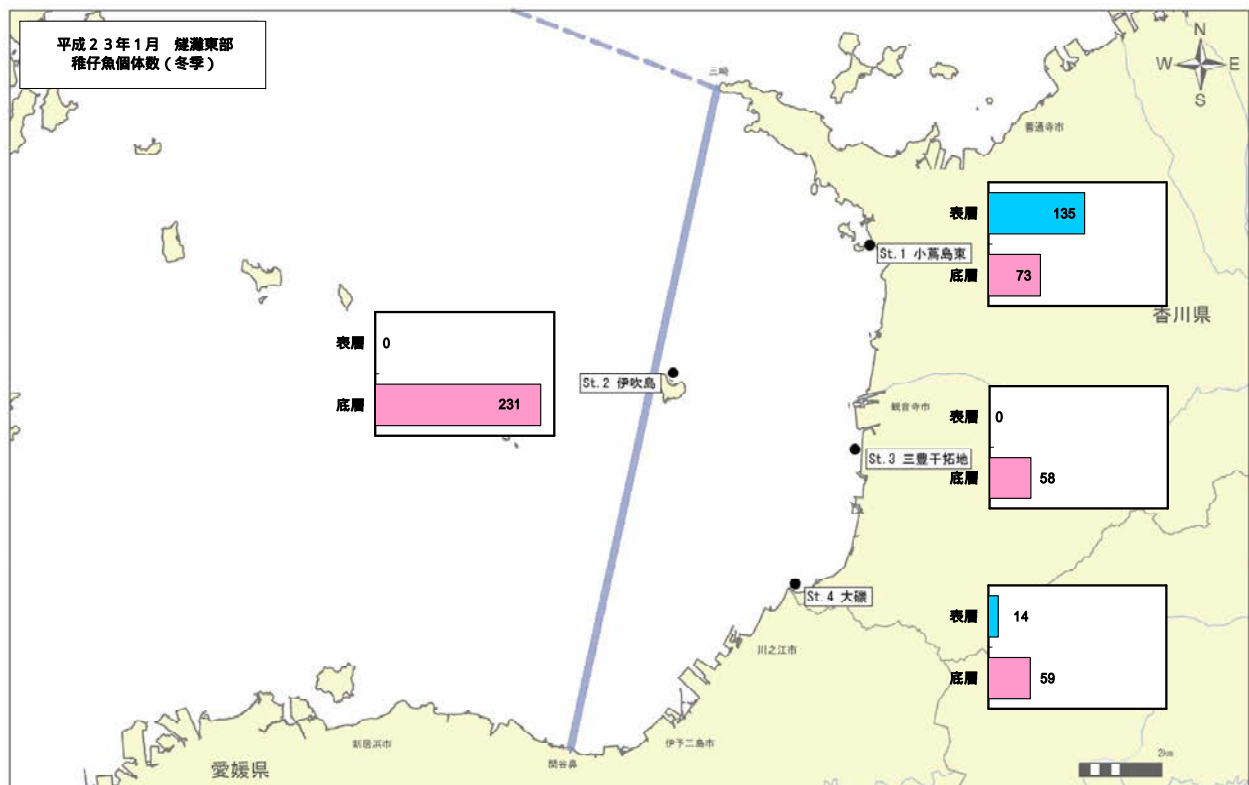 平成２３年１月　燧灘東部
稚仔魚個体数（冬季）
三崎
N
W E
S
善通寺市
表層 135
底層 73
St.1 小蔦島東
香川県
表層 0
底層 231
St.2 伊吹島
観音寺市
表層 0
底層 58
St.3 三豊干拓地
St.4 大磯
表層 14
底層 59
川之江市
伊予三島市
新居浜市
関谷鼻
愛媛県
2km